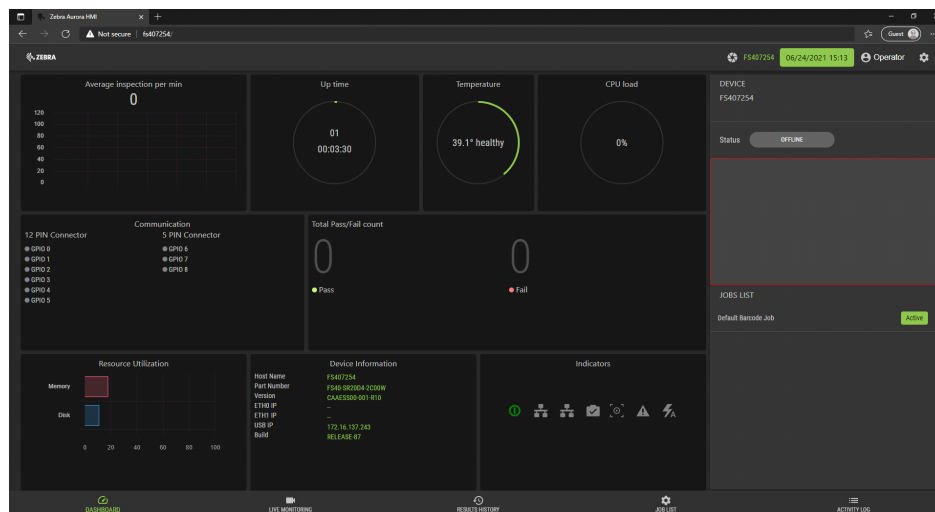 Zebra Aurora HMI
Not secure | fs407254/
Guest
ZEBRA
FS407254
06/24/2021 15:13
Operator
Average inspection per min
0
120
100
80
60
40
20
0
Up time
01
00:03:30
Temperature
39.1° healthy
CPU load
0%
DEVICE
FS407254
Status OFFLINE
Communication
12 PIN Connector
GPIO 0
GPIO 1
GPIO 2
GPIO 3
GPIO 4
GPIO 5
5 PIN Connector
GPIO 6
GPIO 7
GPIO 8
Total Pass/Fail count
0 0
Pass Fail
JOBS LIST
Default Barcode Job Active
Resource Utilization
Memory
Disk
0 20 40 60 80 100
Device Information
Host Name FS407254
Part Number FS40-SR20D4-2C00W
Version CAAESS00-001-R10
ETH0 IP –
ETH1 IP –
USB IP 172.16.137.243
Build RELEASE-87
Indicators
DASHBOARD
LIVE MONITORING
RESULTS HISTORY
JOB LIST
ACTIVITY LOG